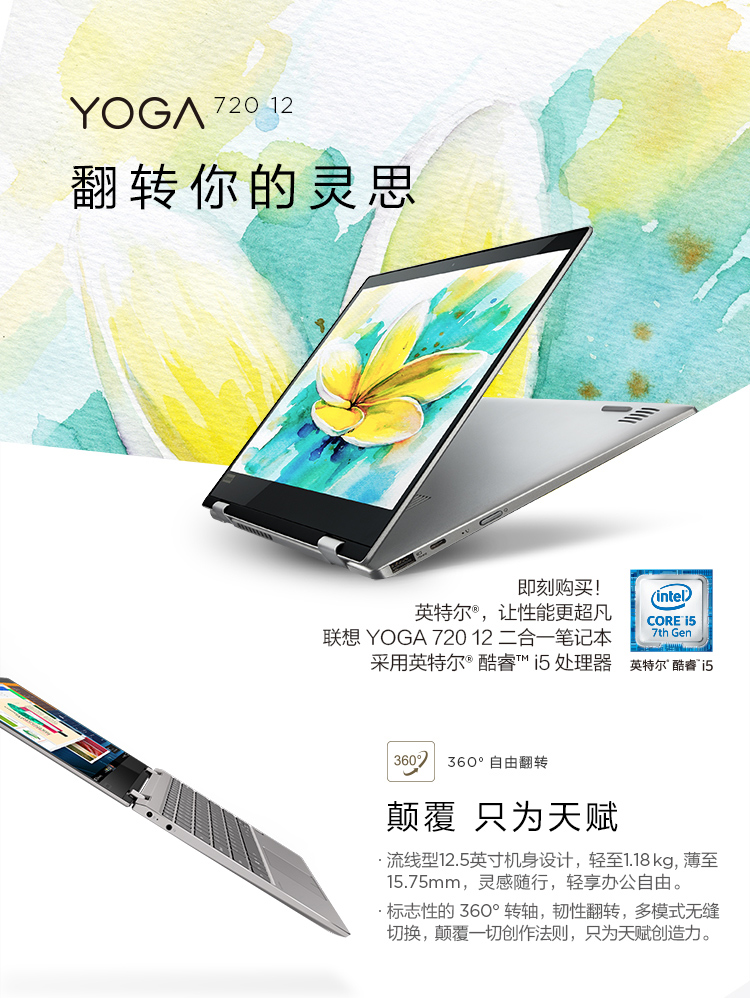 YOGA 720 12
翻转你的灵思
即刻购买！
英特尔®，让性能更超凡
联想 YOGA 720 12 二合一笔记本
采用英特尔® 酷睿™ i5 处理器
intel
CORE i5
7th Gen
英特尔® 酷睿™ i5
360°
360° 自由翻转
颠覆 只为天赋
· 流线型12.5英寸机身设计，轻至1.18kg, 薄至
15.75mm，灵感随行，轻享办公自由。
· 标志性的 360° 转轴，韧性翻转，多模式无缝
切换，颠覆一切创作法则，只为天赋创造力。